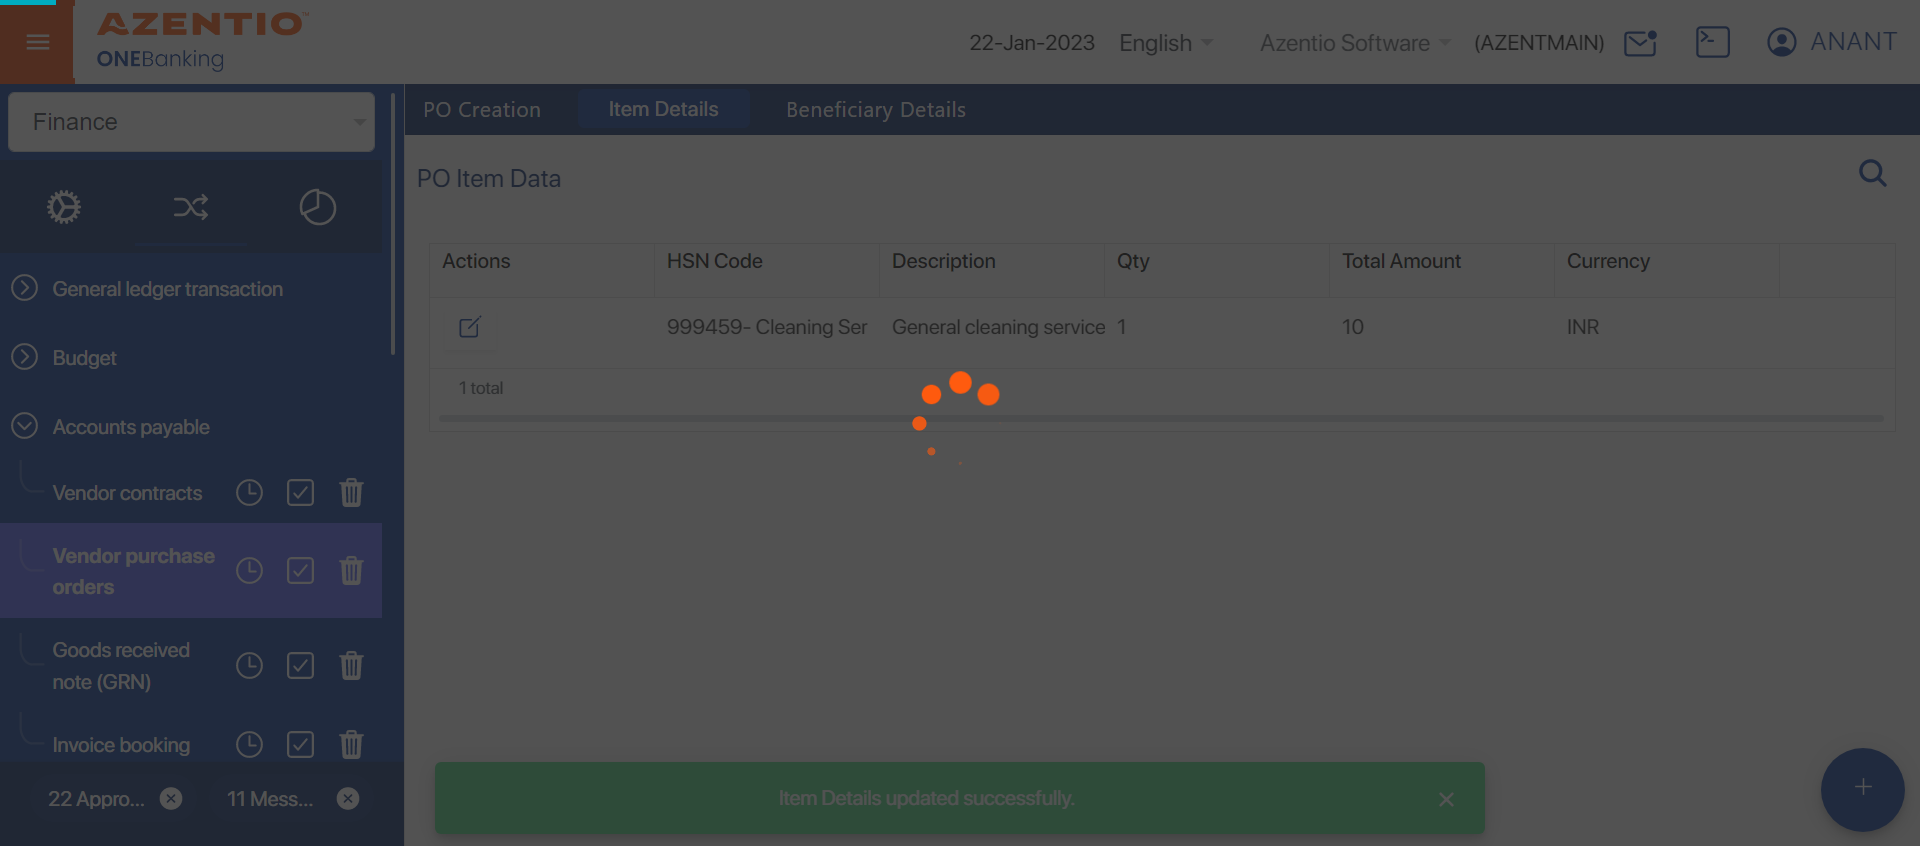 AZENTIO™
ONEBanking
22-Jan-2023 English Azentio Software (AZENTMAIN) ANANT
Finance
General ledger transaction
Budget
Accounts payable
Vendor contracts
Vendor purchase
orders
Goods received
note (GRN)
Invoice booking
22 Appro...
11 Mess...
PO Creation Item Details Beneficiary Details
PO Item Data
Actions HSN Code Description Qty Total Amount Currency
999459- Cleaning Ser General cleaning service 1 10 INR
1 total
Item Details updated successfully.